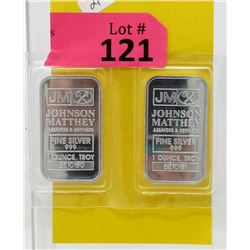 Lot #
121
JM
JOHNSON
MATTHEY
ASSAYERS & REFINERS
FINE SILVER
999
1 OUNCE, TROY
JM
JOHNSON
MATTHEY
ASSAYERS & REFINERS
FINE SILVER
999
1 OUNCE, TROY